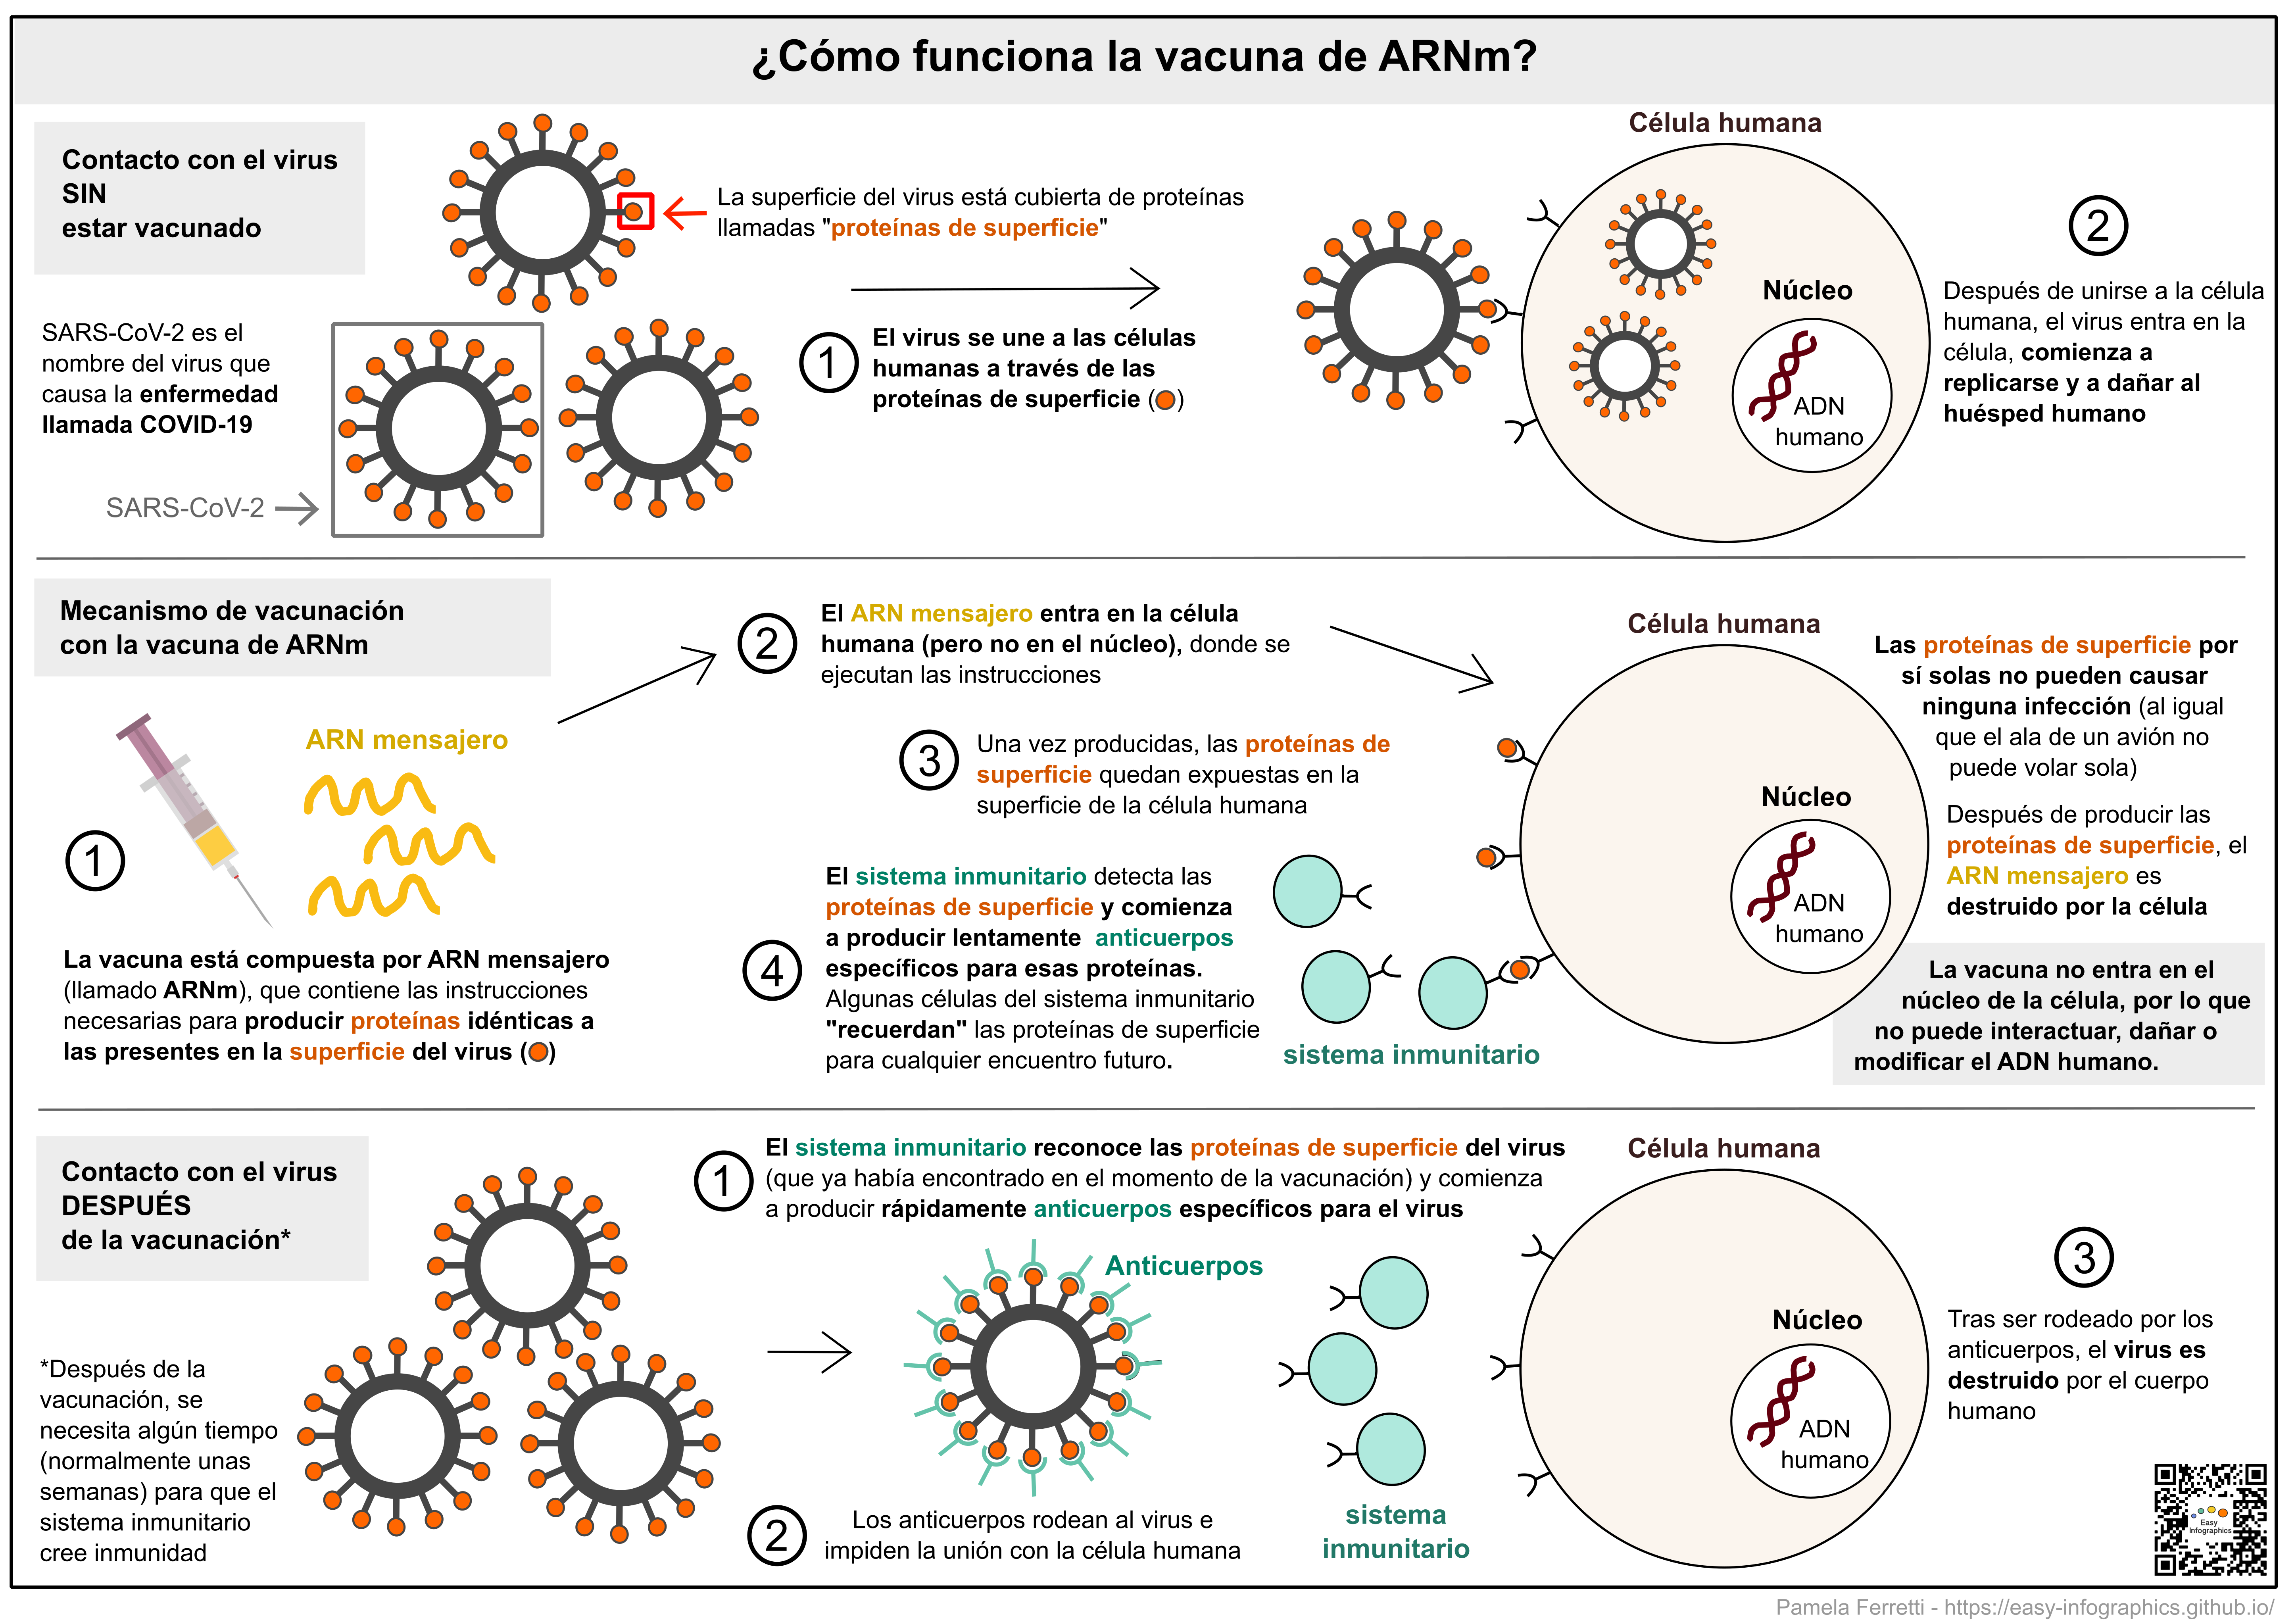 ¿Cómo funciona la vacuna de ARNm?
Contacto con el virus
SIN
estar vacunado
La superficie del virus está cubierta de proteínas
llamadas "proteínas de superficie"
SARS-CoV-2 es el
nombre del virus que
causa la enfermedad
llamada COVID-19
SARS-CoV-2
1
El virus se une a las células
humanas a través de las
proteínas de superficie ( )
Célula humana
Núcleo
ADN
humano
2
Después de unirse a la célula
humana, el virus entra en la
célula, comienza a
replicarse y a dañar al
huésped humano
Mecanismo de vacunación
con la vacuna de ARNm
ARN mensajero
1
La vacuna está compuesta por ARN mensajero
(llamado ARNm), que contiene las instrucciones
necesarias para producir proteínas idénticas a
las presentes en la superficie del virus ( )
2
El ARN mensajero entra en la célula
humana (pero no en el núcleo), donde se
ejecutan las instrucciones
3
Una vez producidas, las proteínas de
superficie quedan expuestas en la
superficie de la célula humana
4
El sistema inmunitario detecta las
proteínas de superficie y comienza
a producir lentamente anticuerpos
específicos para esas proteínas.
Algunas células del sistema inmunitario
"recuerdan" las proteínas de superficie
para cualquier encuentro futuro.
sistema inmunitario
Célula humana
Núcleo
ADN
humano
Las proteínas de superficie por
sí solas no pueden causar
ninguna infección (al igual
que el ala de un avión no
puede volar sola)
Después de producir las
proteínas de superficie, el
ARN mensajero es
destruido por la célula
La vacuna no entra en el
núcleo de la célula, por lo que
no puede interactuar, dañar o
modificar el ADN humano.
Contacto con el virus
DESPUÉS
de la vacunación*
*Después de la
vacunación, se
necesita algún tiempo
(normalmente unas
semanas) para que el
sistema inmunitario
cree inmunidad
1
El sistema inmunitario reconoce las proteínas de superficie del virus
(que ya había encontrado en el momento de la vacunación) y comienza
a producir rápidamente anticuerpos específicos para el virus
Anticuerpos
2
Los anticuerpos rodean al virus e
impiden la unión con la célula humana
sistema
inmunitario
Célula humana
Núcleo
ADN
humano
3
Tras ser rodeado por los
anticuerpos, el virus es
destruido por el cuerpo
humano
Easy
Infographics
Pamela Ferretti - https://easy-infographics.github.io/